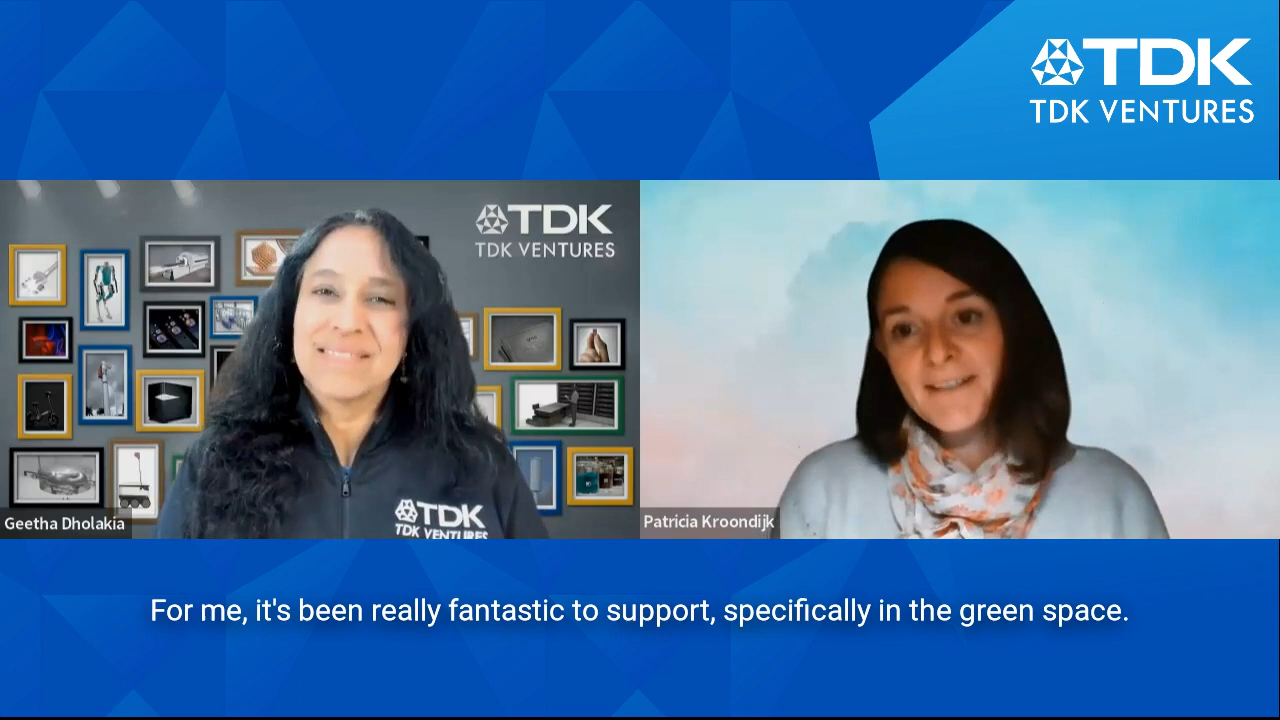 TDK
TDK VENTURES
TDK
TDK VENTURES
TDK
TDK VENTURES
Geetha Dholakia
Patricia Kroondijk
For me, it's been really fantastic to support, specifically in the green space.